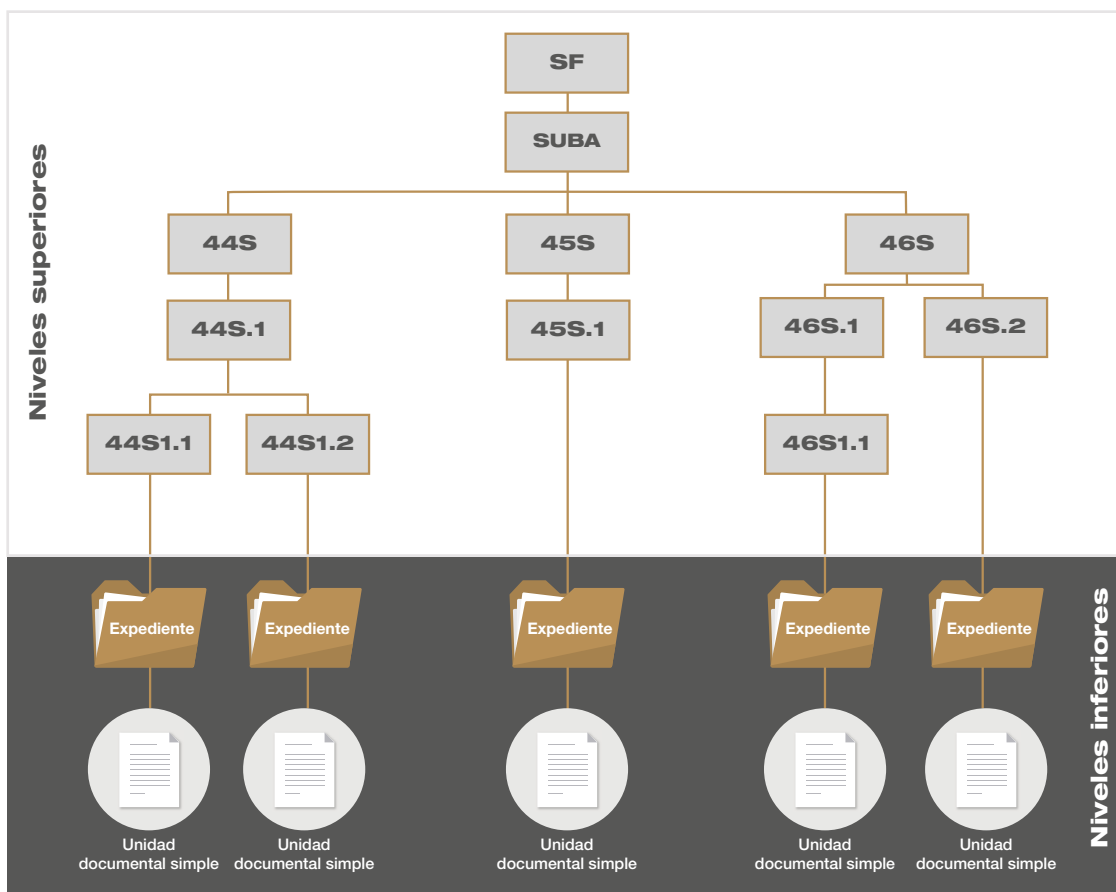 Niveles superiores
SF
SUBA
44S
45S
46S
44S.1
45S.1
46S.1
46S.2
44S1.1
44S1.2
46S1.1
Niveles inferiores
Expediente
Expediente
Expediente
Expediente
Expediente
Unidad
documental simple
Unidad
documental simple
Unidad
documental simple
Unidad
documental simple
Unidad
documental simple